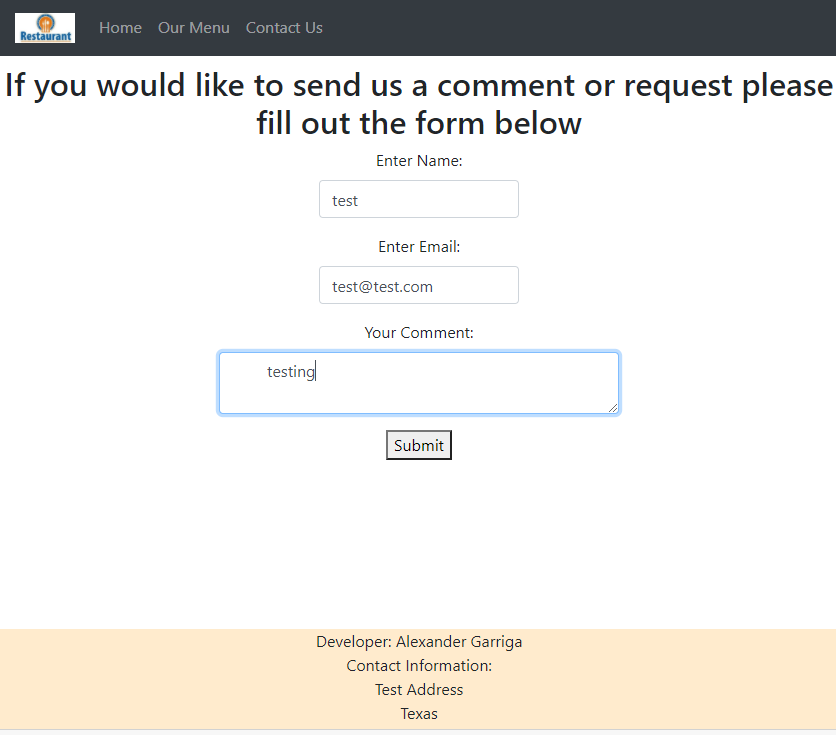 Restaurant
Home
Our Menu
Contact Us
If you would like to send us a comment or request please
fill out the form below
Enter Name:
test
Enter Email:
test@test.com
Your Comment:
testing
Submit
Developer: Alexander Garriga
Contact Information:
Test Address
Texas